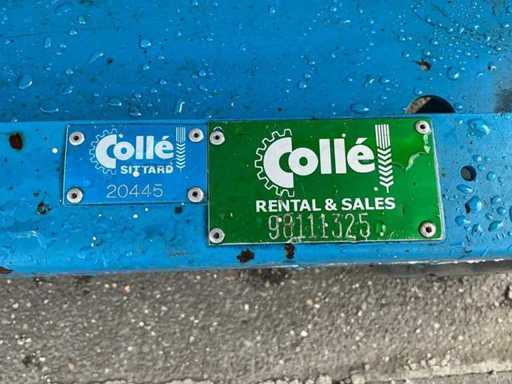 Collé
SITTARD
20445
Collé
RENTAL & SALES
98111325